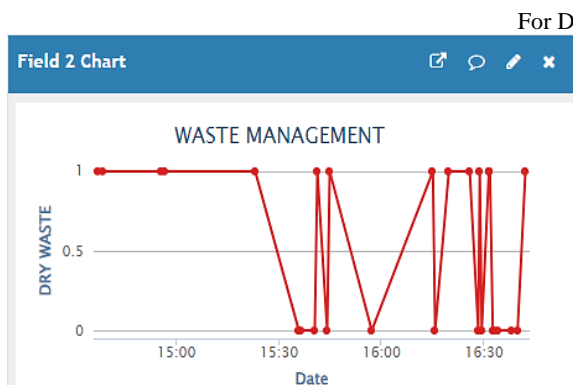 For D
Field 2 Chart
WASTE MANAGEMENT
DRY WASTE
1
0.5
0
15:00 15:30 16:00 16:30
Date